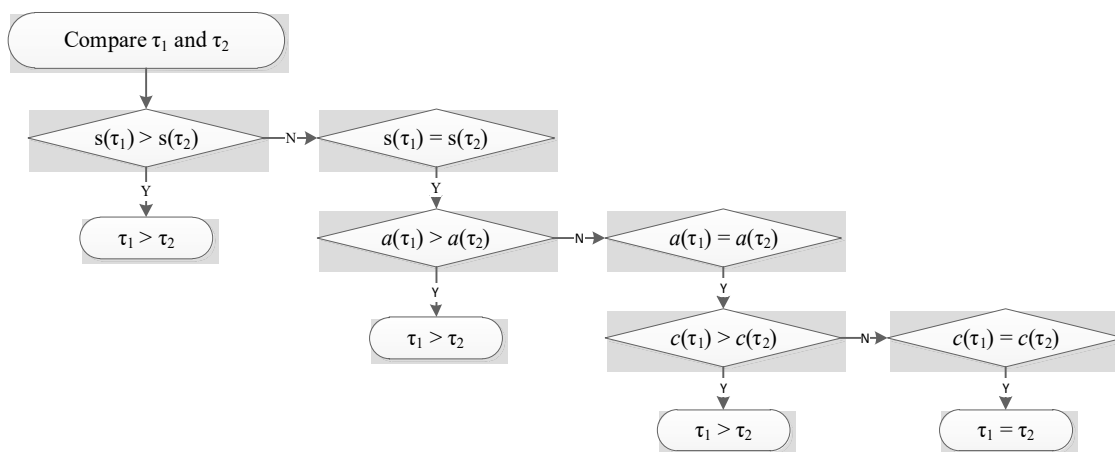 Compare τ₁ and τ₂
s(τ₁) > s(τ₂)
N
s(τ₁) = s(τ₂)
Y
Y
τ₁ > τ₂
a(τ₁) > a(τ₂)
N
a(τ₁) = a(τ₂)
Y
Y
τ₁ > τ₂
c(τ₁) > c(τ₂)
N
c(τ₁) = c(τ₂)
Y
Y
τ₁ > τ₂
τ₁ = τ₂